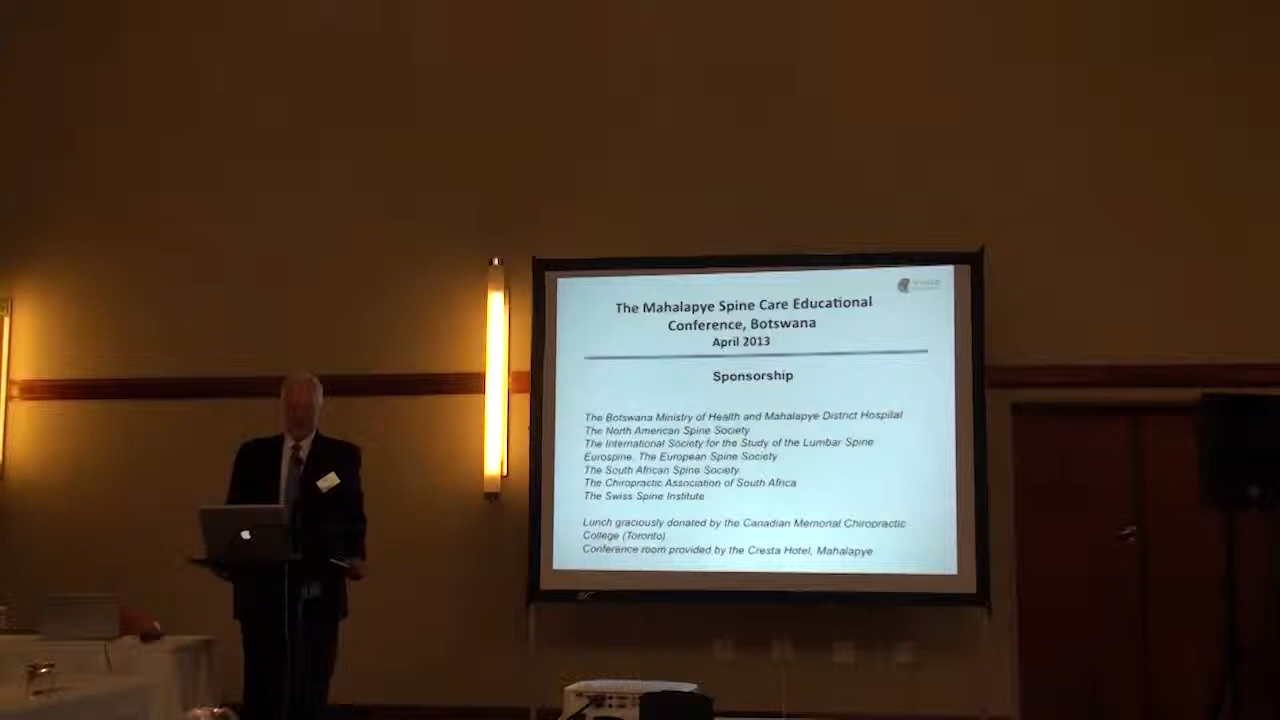 The Mahalapye Spine Care Educational
Conference, Botswana
April 2013
Sponsorship
The Botswana Ministry of Health and Mahalapye District Hospital
The North American Spine Society
The International Society for the Study of the Lumbar Spine
Eurospine, The European Spine Society
The South African Spine Society
The Chiropractic Association of South Africa
The Swiss Spine Institute
Lunch graciously donated by the Canadian Memorial Chiropractic
College (Toronto)
Conference room provided by the Cresta Hotel, Mahalapye